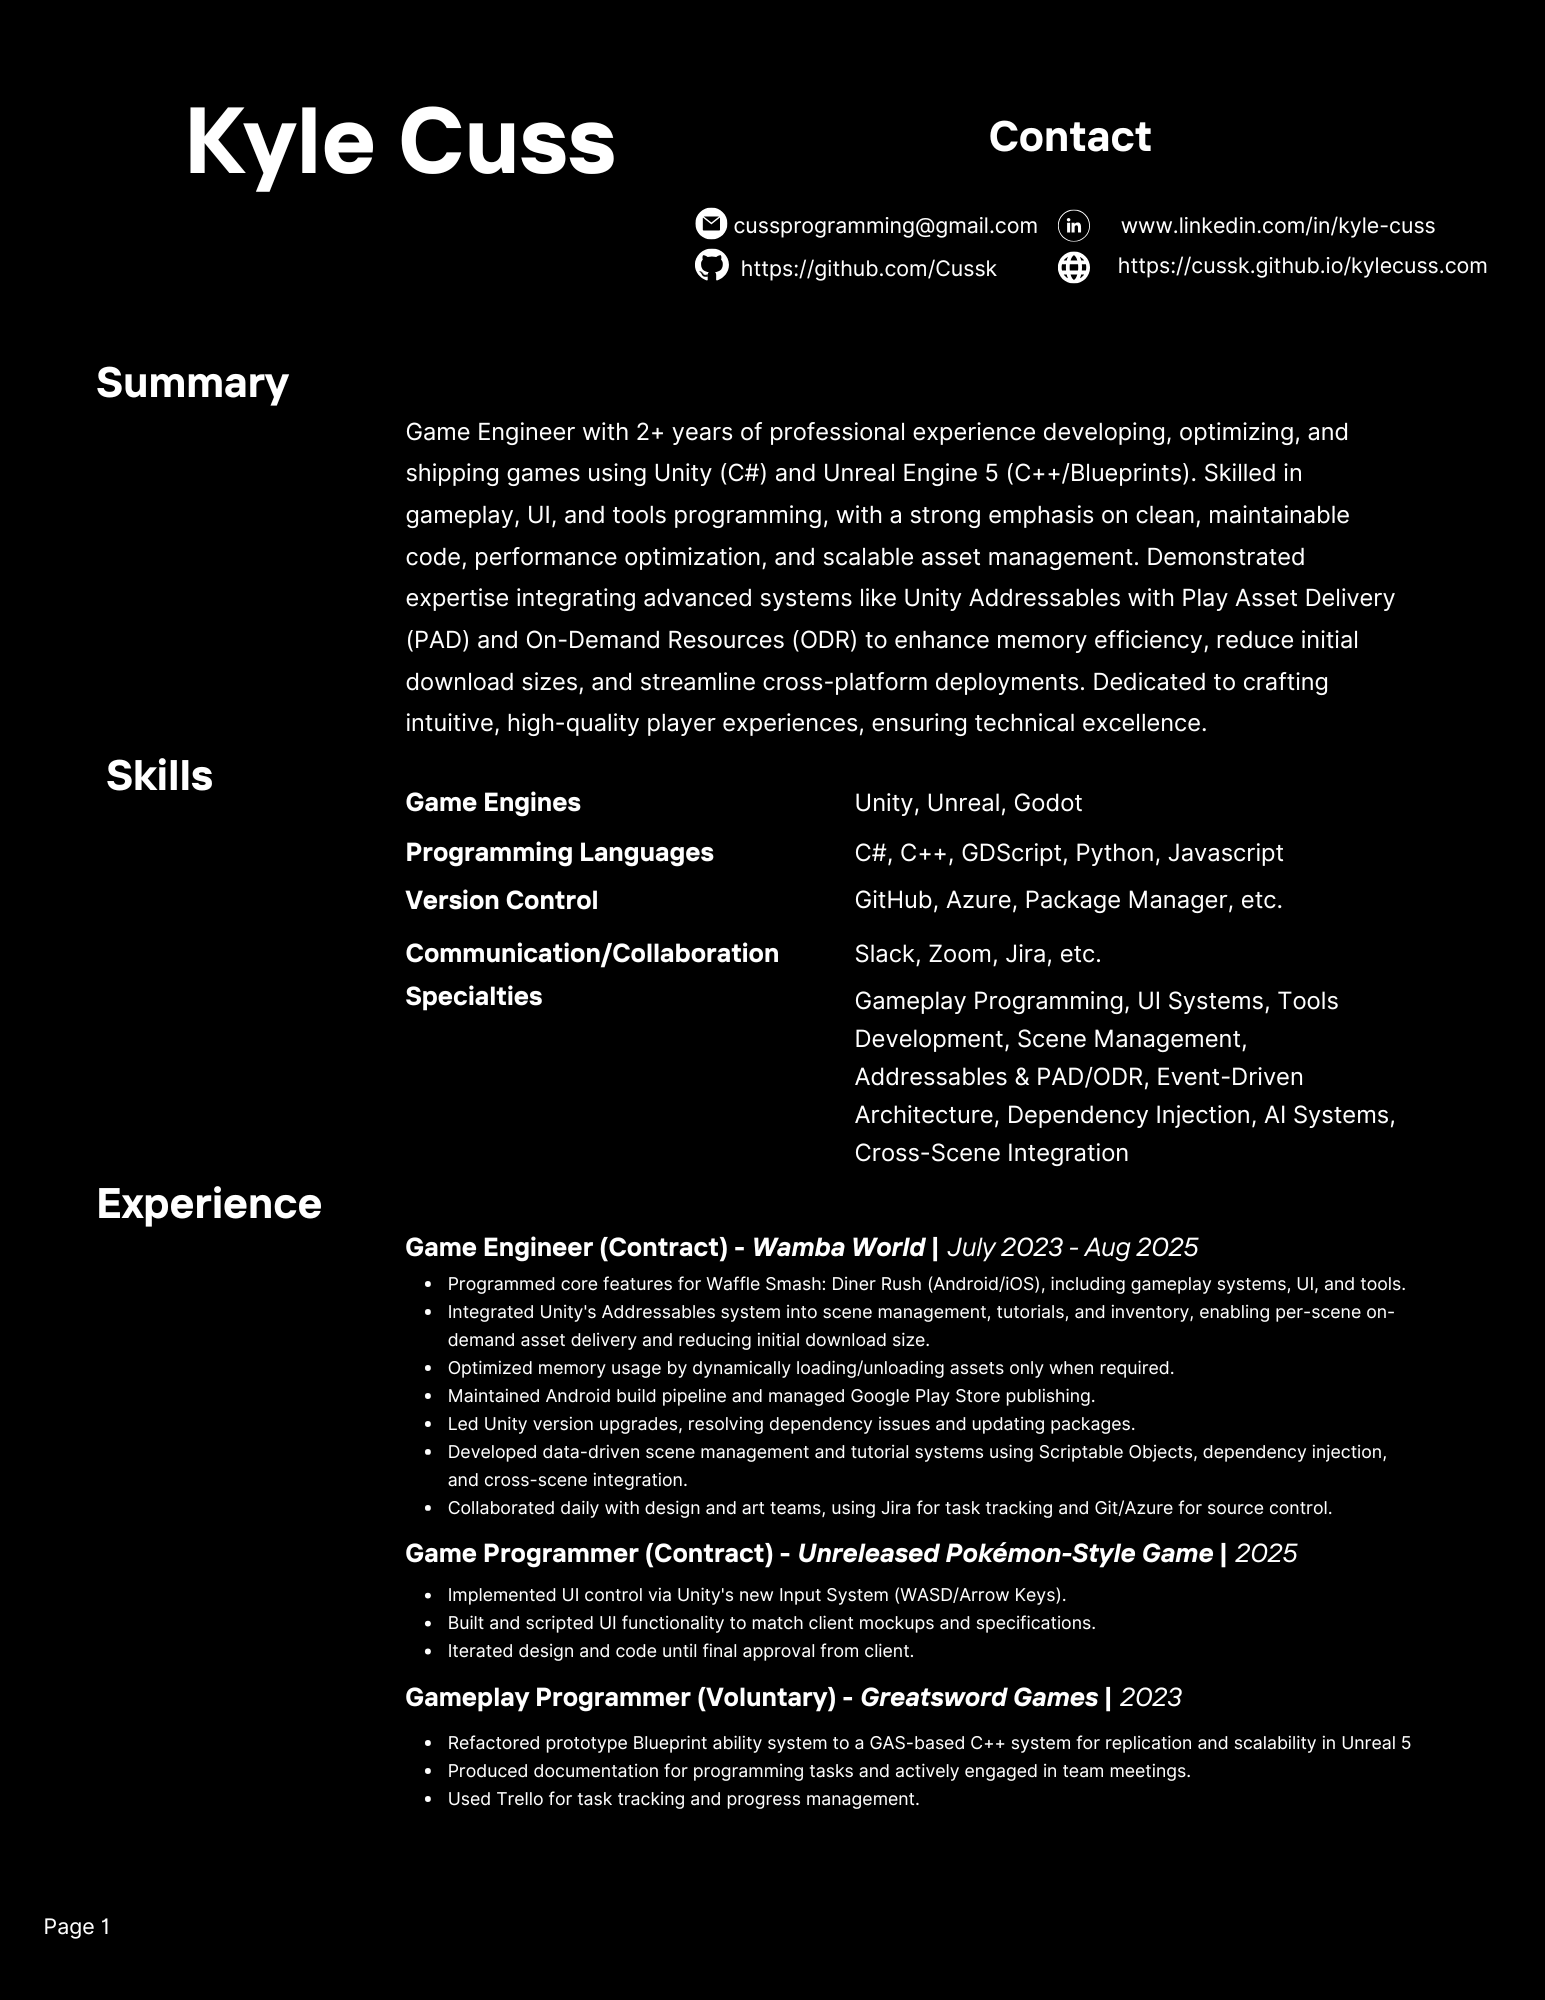 Kyle Cuss
Contact
cussprogramming@gmail.com
www.linkedin.com/in/kyle-cuss
https://github.com/Cussk
https://cussk.github.io/kylecuss.com
Summary
Game Engineer with 2+ years of professional experience developing, optimizing, and
shipping games using Unity (C#) and Unreal Engine 5 (C++/Blueprints). Skilled in
gameplay, UI, and tools programming, with a strong emphasis on clean, maintainable
code, performance optimization, and scalable asset management. Demonstrated
expertise integrating advanced systems like Unity Addressables with Play Asset Delivery
(PAD) and On-Demand Resources (ODR) to enhance memory efficiency, reduce initial
download sizes, and streamline cross-platform deployments. Dedicated to crafting
intuitive, high-quality player experiences, ensuring technical excellence.
Skills
Game Engines Unity, Unreal, Godot
Programming Languages C#, C++, GDScript, Python, Javascript
Version Control GitHub, Azure, Package Manager, etc.
Communication/Collaboration Slack, Zoom, Jira, etc.
Specialties Gameplay Programming, UI Systems, Tools
Development, Scene Management,
Addressables & PAD/ODR, Event-Driven
Architecture, Dependency Injection, AI Systems,
Cross-Scene Integration
Experience
Game Engineer (Contract) - Wamba World | July 2023 - Aug 2025
• Programmed core features for Waffle Smash: Diner Rush (Android/iOS), including gameplay systems, UI, and tools.
• Integrated Unity's Addressables system into scene management, tutorials, and inventory, enabling per-scene on-
demand asset delivery and reducing initial download size.
• Optimized memory usage by dynamically loading/unloading assets only when required.
• Maintained Android build pipeline and managed Google Play Store publishing.
• Led Unity version upgrades, resolving dependency issues and updating packages.
• Developed data-driven scene management and tutorial systems using Scriptable Objects, dependency injection,
and cross-scene integration.
• Collaborated daily with design and art teams, using Jira for task tracking and Git/Azure for source control.
Game Programmer (Contract) - Unreleased Pokémon-Style Game | 2025
• Implemented UI control via Unity's new Input System (WASD/Arrow Keys).
• Built and scripted UI functionality to match client mockups and specifications.
• Iterated design and code until final approval from client.
Gameplay Programmer (Voluntary) - Greatsword Games | 2023
• Refactored prototype Blueprint ability system to a GAS-based C++ system for replication and scalability in Unreal 5
• Produced documentation for programming tasks and actively engaged in team meetings.
• Used Trello for task tracking and progress management.
Page 1